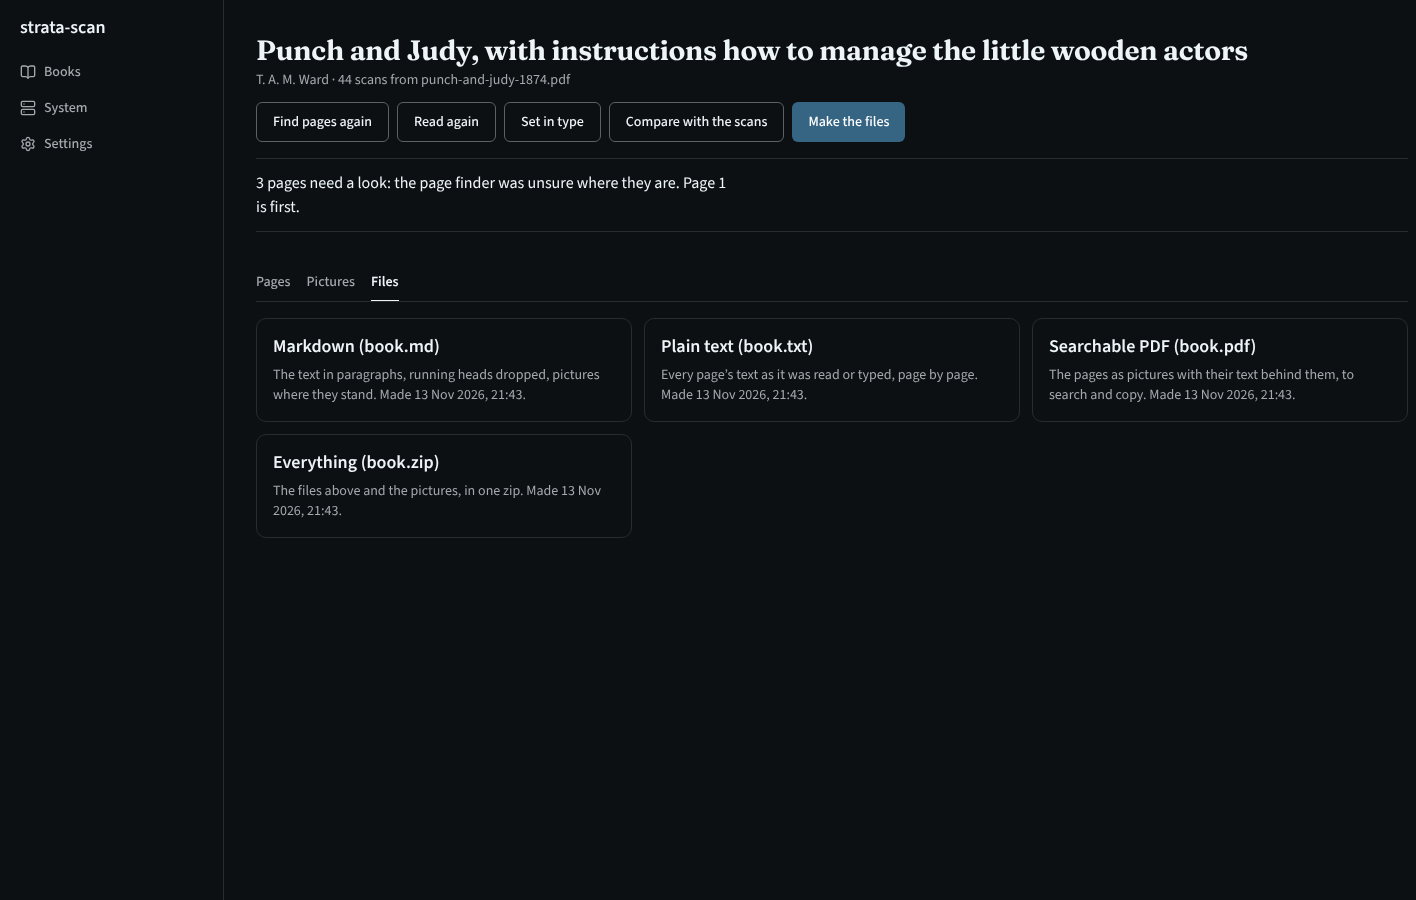 strata-scan
Books
System
Settings
Punch and Judy, with instructions how to manage the little wooden actors
T. A. M. Ward · 44 scans from punch-and-judy-1874.pdf
Find pages again
Read again
Set in type
Compare with the scans
Make the files
3 pages need a look: the page finder was unsure where they are. Page 1
is first.
Pages
Pictures
Files
Markdown (book.md)
The text in paragraphs, running heads dropped, pictures
where they stand. Made 13 Nov 2026, 21:43.
Plain text (book.txt)
Every page’s text as it was read or typed, page by page.
Made 13 Nov 2026, 21:43.
Searchable PDF (book.pdf)
The pages as pictures with their text behind them, to
search and copy. Made 13 Nov 2026, 21:43.
Everything (book.zip)
The files above and the pictures, in one zip. Made 13 Nov
2026, 21:43.